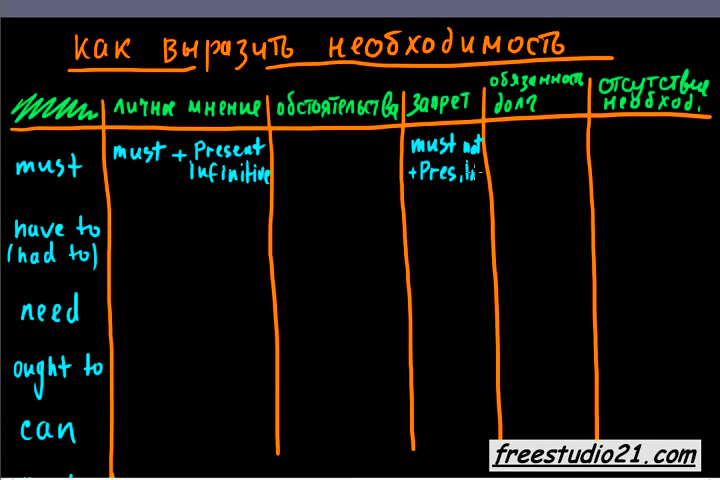 как выразить необходимость
личное мнение обстоятельства запрет обязанность долг отсутствие необход.
must must + Present Infinitive must not + Pres. In
have to (had to)
need
ought to
can
freestudio21.com